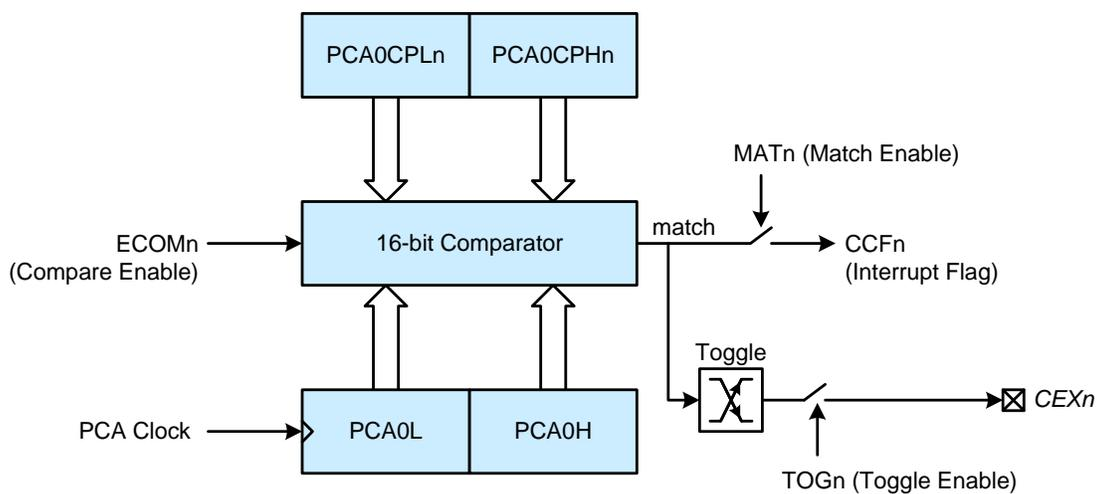 PCA0CPLn PCA0CPHn
MATn (Match Enable)
match
ECOMn
(Compare Enable)
16-bit Comparator
CCFn
(Interrupt Flag)
Toggle
CEXn
PCA Clock
PCA0L PCA0H
TOGn (Toggle Enable)